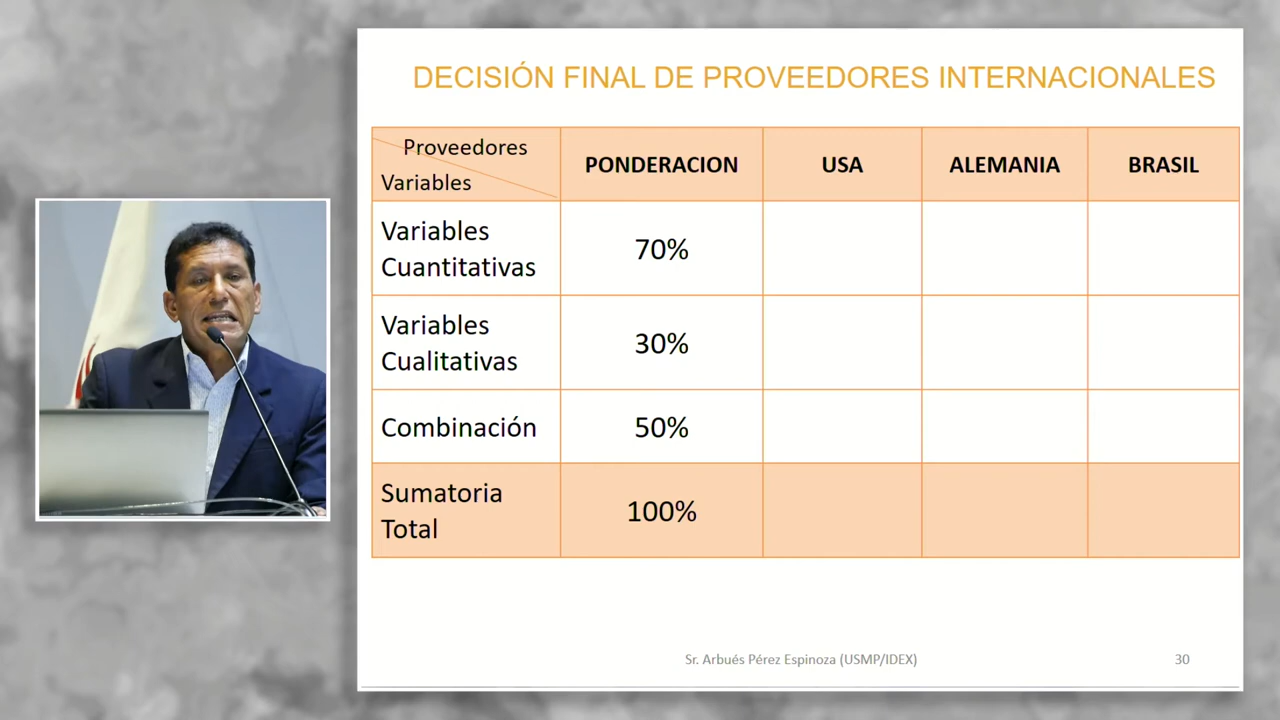 DECISIÓN FINAL DE PROVEEDORES INTERNACIONALES
Proveedores
Variables
PONDERACION
USA
ALEMANIA
BRASIL
Variables
Cuantitativas
70%
Variables
Cualitativas
30%
Combinación
50%
Sumatoria
Total
100%
Sr. Arbués Pérez Espinoza (USMP/IDEX)
30